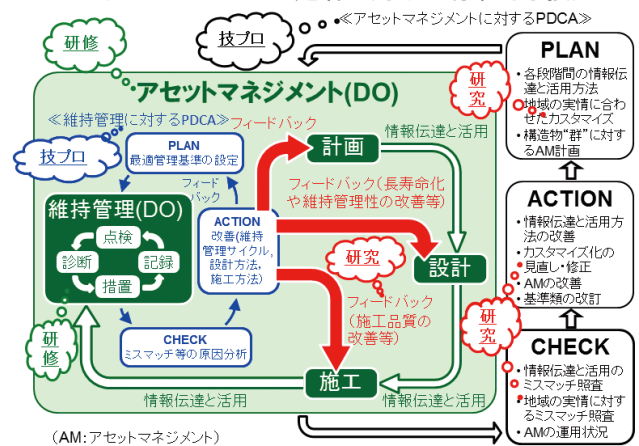 ≪アセットマネジメントに対するPDCA≫
研修
技プロ
アセットマネジメント(DO)
≪維持管理に対するPDCA≫
フィードバック
情報伝達と活用
技プロ
PLAN
最適管理基準の設定
計画
フィード
バック
フィードバック(長寿命化
や維持管理性の改善等)
維持管理(DO)
点検
診断
記録
措置
ACTION
改善(維持
管理サイクル,
設計方法,
施工方法)
研究
設計
フィードバック
(施工品質の
改善等)
研修
CHECK
ミスマッチ等の原因分析
施工
情報伝達と活用
情報伝達と活用
(AM:アセットマネジメント)
研究
PLAN
・各段階間の情報伝
達と活用方法
・地域の実情に合わ
せたカスタマイズ
・構造物“群”に対す
るAM計画
ACTION
・情報伝達と活用方
法の改善
・カスタマイズ化の
見直し・修正
・AMの改善
・基準類の改訂
研究
CHECK
・情報伝達と活用の
ミスマッチ照査
・地域の実情に対す
るミスマッチ照査
・AMの運用状況